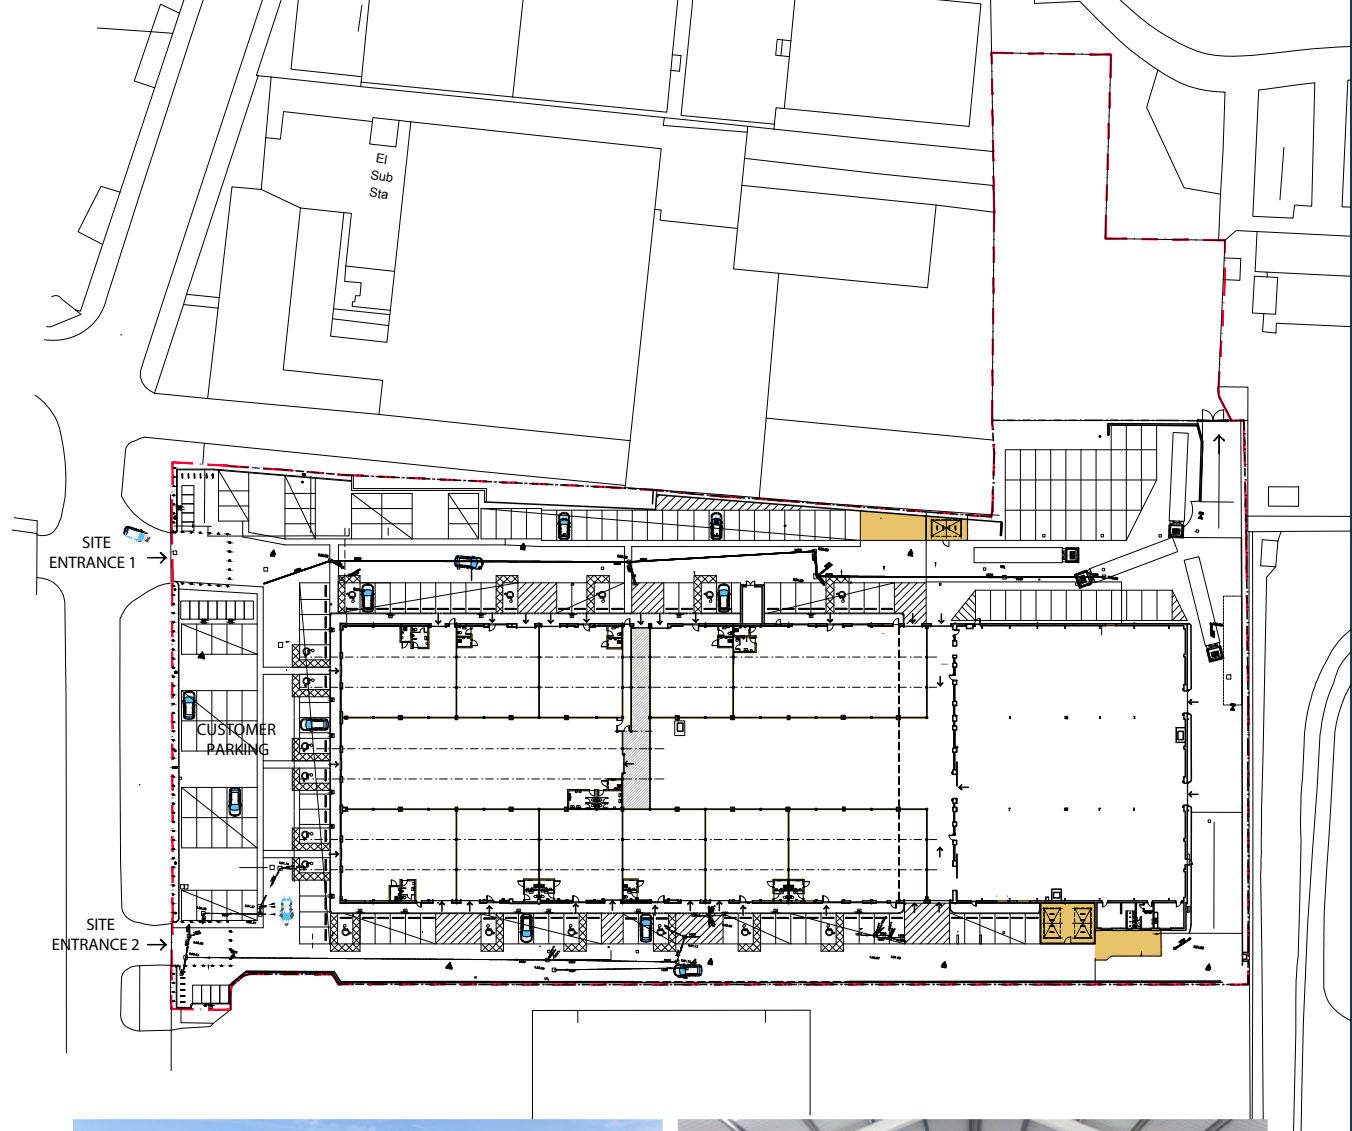 El
Sub
Sta
SITE
ENTRANCE 1
CUSTOMER
PARKING
SITE
ENTRANCE 2